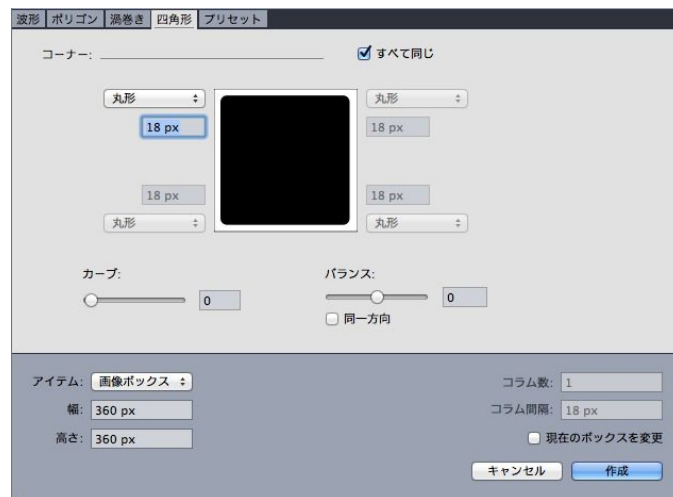 波形 ポリゴン 渦巻き 四角形 プリセット
コーナー: すべて同じ
丸形 丸形
18 px 18 px
18 px 18 px
丸形 丸形
カーブ: バランス:
0 0
同一方向
アイテム: 画像ボックス コラム数: 1
幅: 360 px コラム間隔: 18 px
高さ: 360 px 現在のボックスを変更
キャンセル 作成